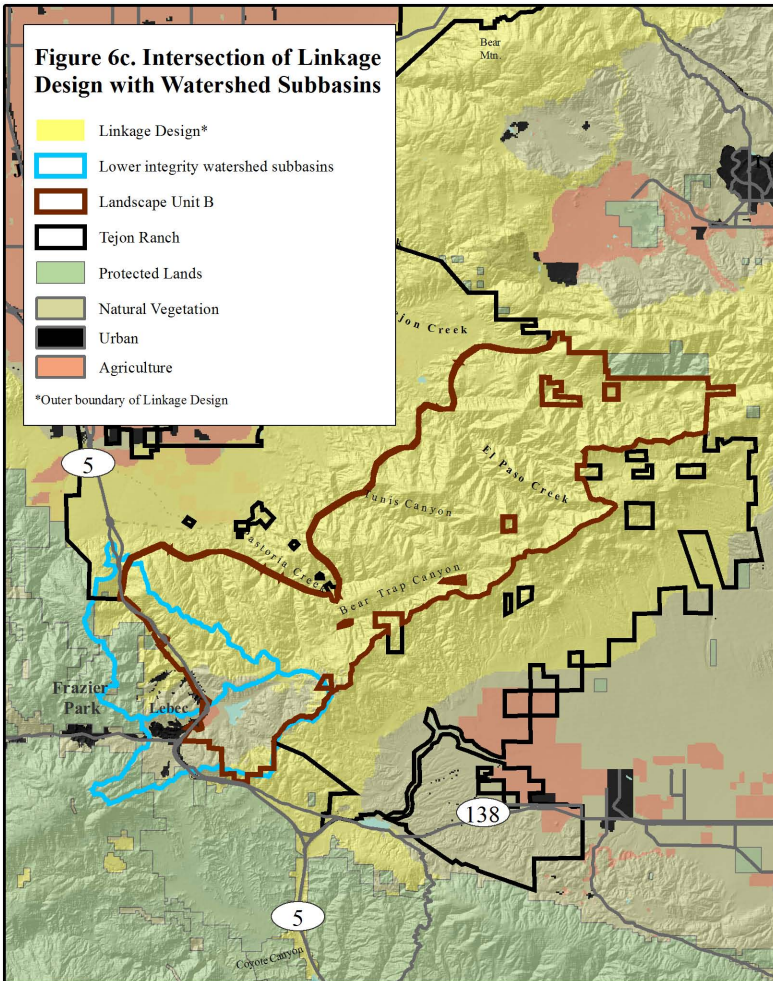 Figure 6c. Intersection of Linkage
Design with Watershed Subbasins
Linkage Design*
Lower integrity watershed subbasins
Landscape Unit B
Tejon Ranch
Protected Lands
Natural Vegetation
Urban
Agriculture
*Outer boundary of Linkage Design
Bear
Mtn.
ejon Creek
5
El Paso Creek
Tunis Canyon
Pastoria Creek
Bear Trap Canyon
Frazier
Park
Lebec
138
5
Coyote Canyon